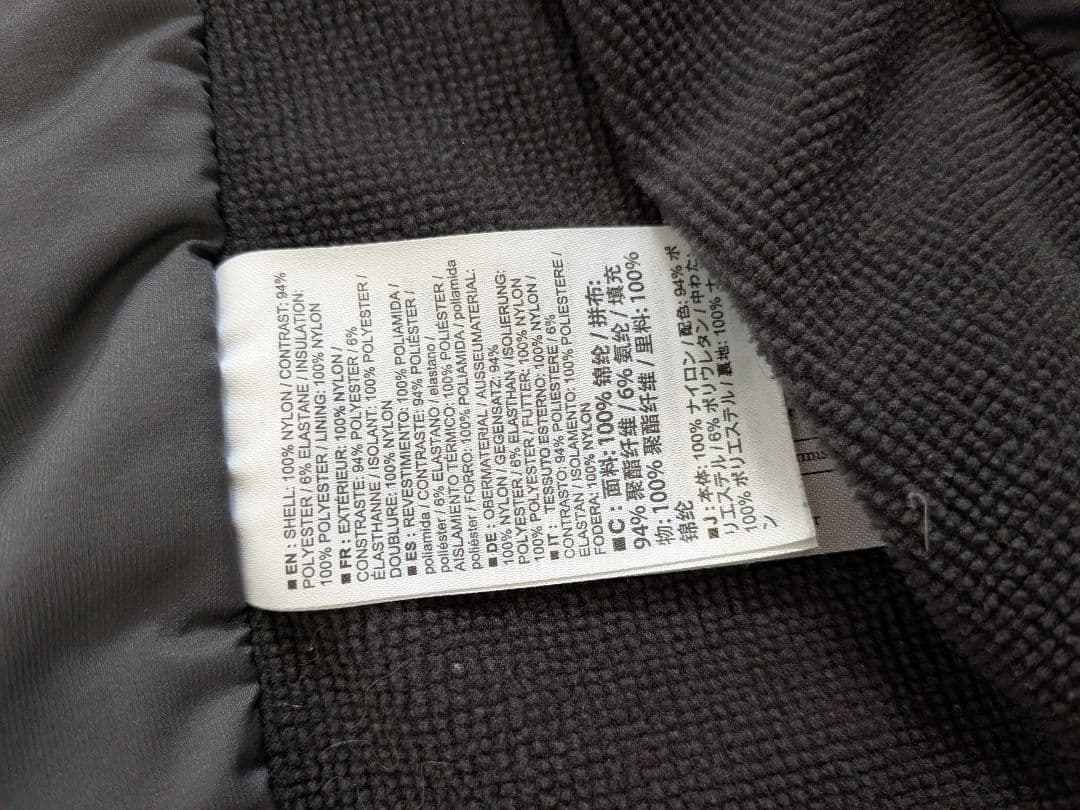 ■ EN : SHELL: 100% NYLON / CONTRAST: 94%
POLYESTER / 6% ELASTANE / INSULATION:
100% POLYESTER / LINING: 100% NYLON
■ FR : EXTÉRIEUR: 100% NYLON /
CONSTRASTE: 94% POLYESTER / 6%
ÉLASTHANNE / ISOLANT: 100% POLYESTER /
DOUBLURE: 100% NYLON
■ ES : REVESTIMIENTO: 100% POLIAMIDA /
poliamida / CONTRASTE: 94% POLIÉSTER /
poliéster / 6% ELASTANO / elastano /
AISLAMIENTO TÉRMICO: 100% POLIÉSTER /
poliéster / FORRO: 100% POLIAMIDA / poliamida
■ DE : OBERMATERIAL / AUSSEUMATERIAL:
100% NYLON / GEGENSATZ: 94%
POLYESTER / 6% ELASTHAN / ISOLIERUNG:
100% POLYESTER / FUTTER: 100% NYLON
■ IT : TESSUTO ESTERNO: 100% NYLON /
CONTRASTO: 94% POLIESTERE / 6%
ELASTAN / ISOLAMENTO: 100% POLIESTERE /
FODERA: 100% NYLON
■ C : 面料: 100% 锦纶 / 拼布:
94% 聚酯纤维 / 6% 氨纶 / 填充
物: 100% 聚酯纤维 / 里料: 100%
锦纶
■ J : 本体: 100% ナイロン / 配色: 94% ポ
リエステル / 6% ポリウレタン / 中わた:
100% ポリエステル / 裏地: 100% ナ
ン